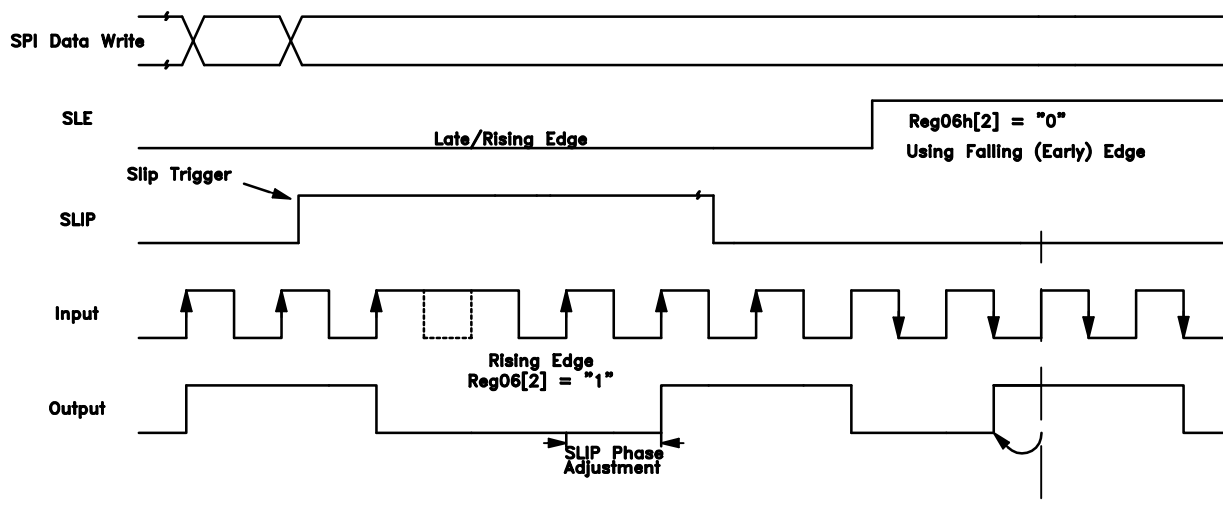 SPI Data Write
SLE
Late/Rising Edge
Reg06h[2] = "0"
Using Falling (Early) Edge
Slip Trigger
SLIP
Input
Rising Edge
Reg06[2] = "1"
Output
SLIP Phase
Adjustment